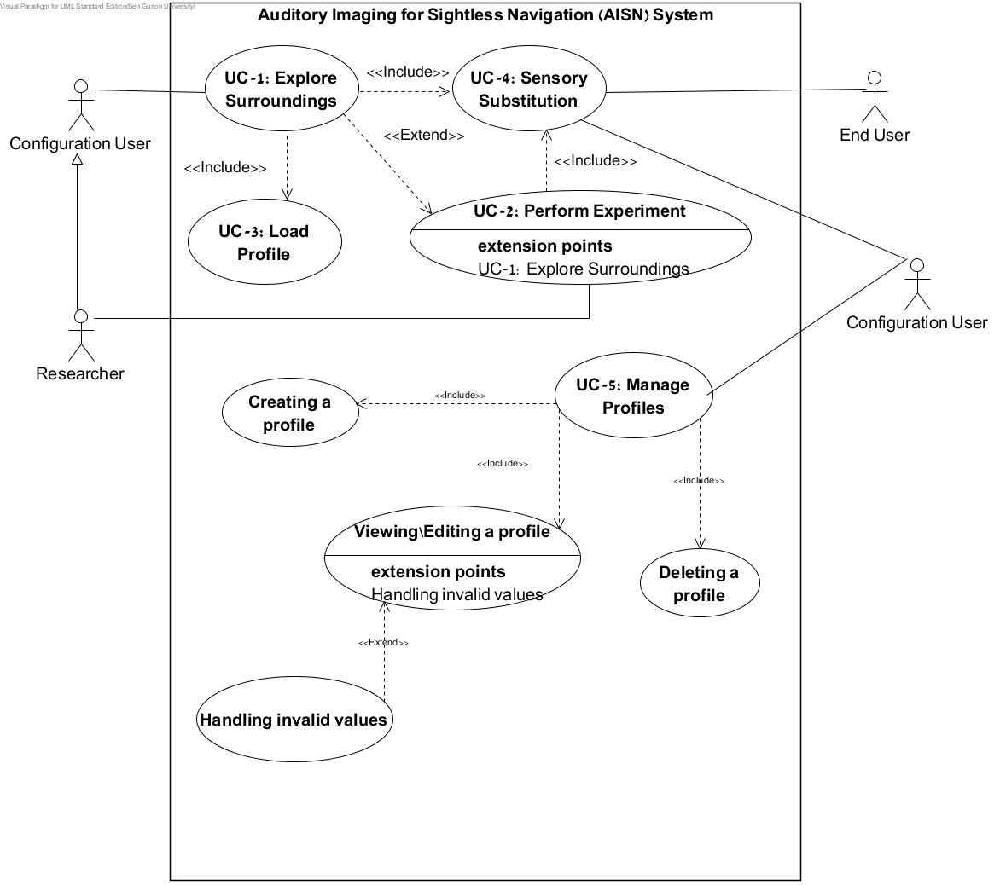 Visual Paradigm for UML Standard Edition(Ben Gurion University)
Auditory Imaging for Sightless Navigation (AISN) System
UC-1: Explore
Surroundings
<<Include>>
UC-4: Sensory
Substitution
Configuration User
End User
<<Extend>>
<<Include>>
<<Include>>
UC-3: Load
Profile
UC-2: Perform Experiment
extension points
UC-1: Explore Surroundings
Configuration User
Researcher
Creating a
profile
<<Include>>
UC-5: Manage
Profiles
<<Include>>
<<Include>>
Viewing\Editing a profile
extension points
Handling invalid values
Deleting a
profile
<<Extend>>
Handling invalid values